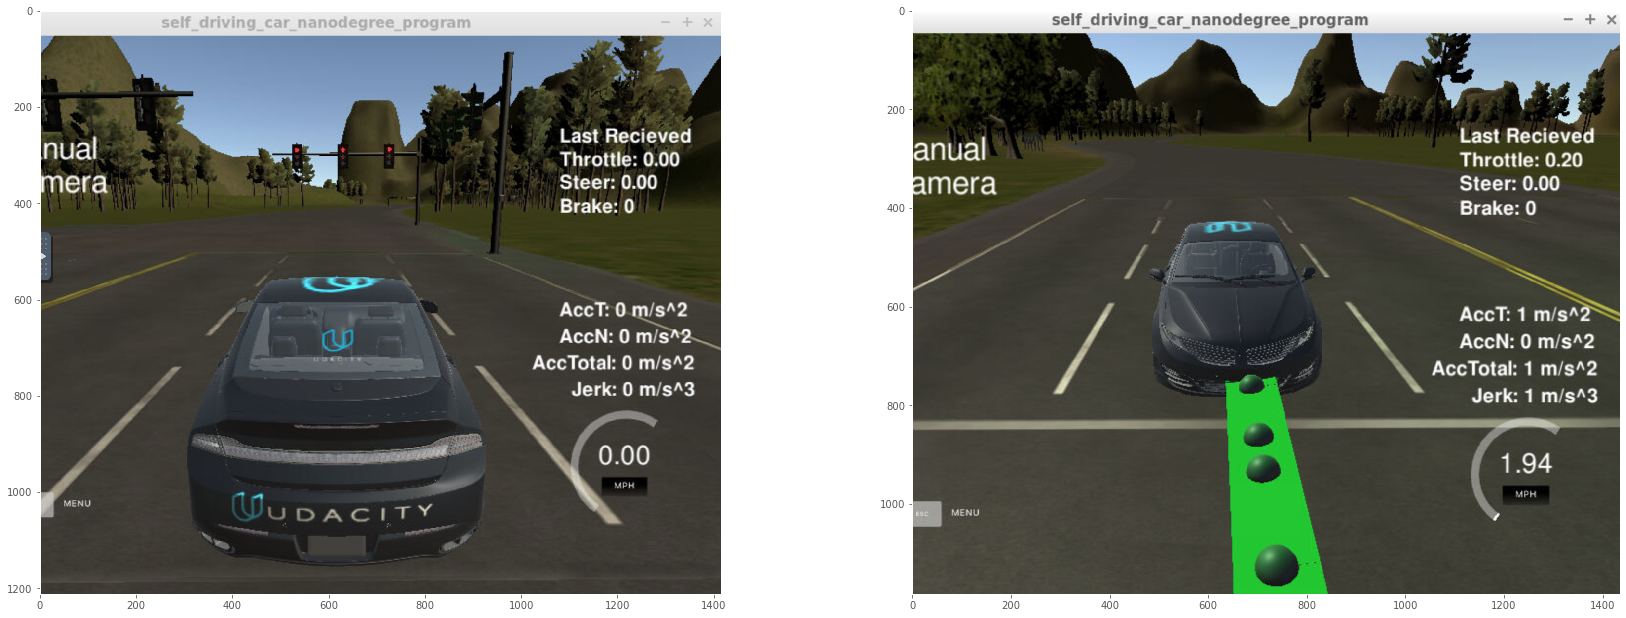 self_driving_car_nanodegree_program
0
200
400
600
800
1000
1200
nual
mera
Last Recieved
Throttle: 0.00
Steer: 0.00
Brake: 0
AccT: 0 m/s^2
AccN: 0 m/s^2
AccTotal: 0 m/s^2
Jerk: 0 m/s^3
0.00
MPH
MENU
UDACITY
UDACITY
0 200 400 600 800 1000 1200 1400
self_driving_car_nanodegree_program
0
200
400
600
800
1000
anual
amera
Last Recieved
Throttle: 0.20
Steer: 0.00
Brake: 0
AccT: 1 m/s^2
AccN: 0 m/s^2
AccTotal: 1 m/s^2
Jerk: 1 m/s^3
1.94
MPH
ESC MENU
0 200 400 600 800 1000 1200 1400